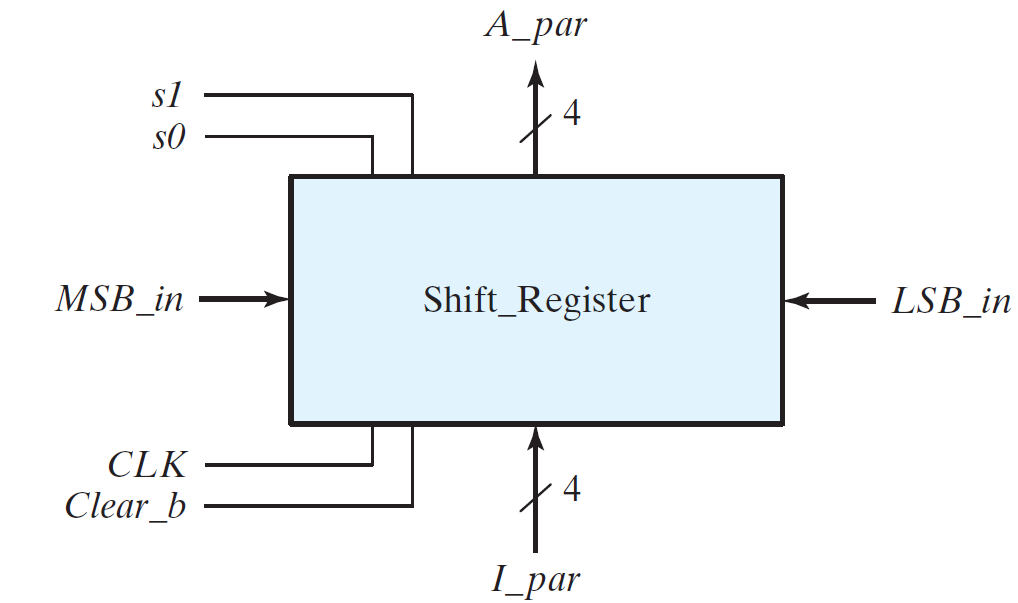 A_par
4
s1
s0
MSB_in
Shift_Register
LSB_in
CLK
Clear_b
4
I_par